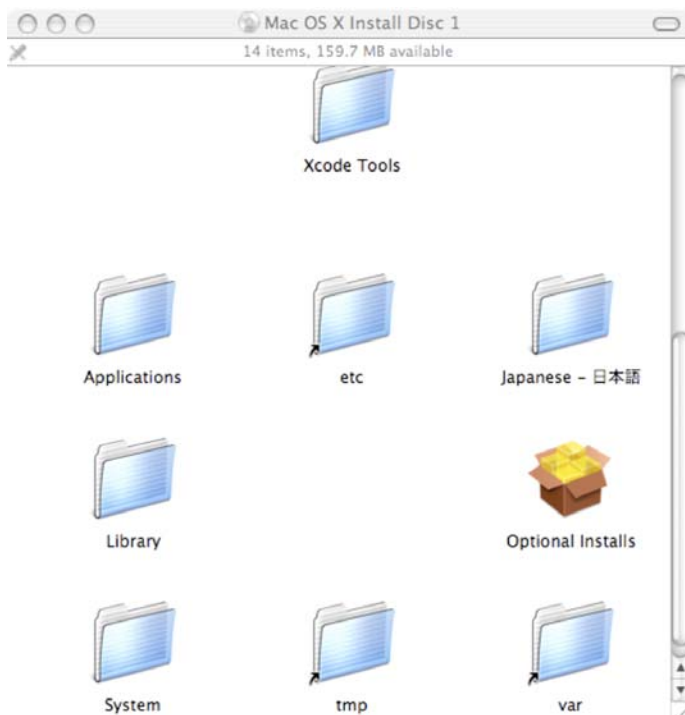 Mac OS X Install Disc 1
14 items, 159.7 MB available
Xcode Tools
Applications
etc
Japanese – 日本語
Library
Optional Installs
System
tmp
var